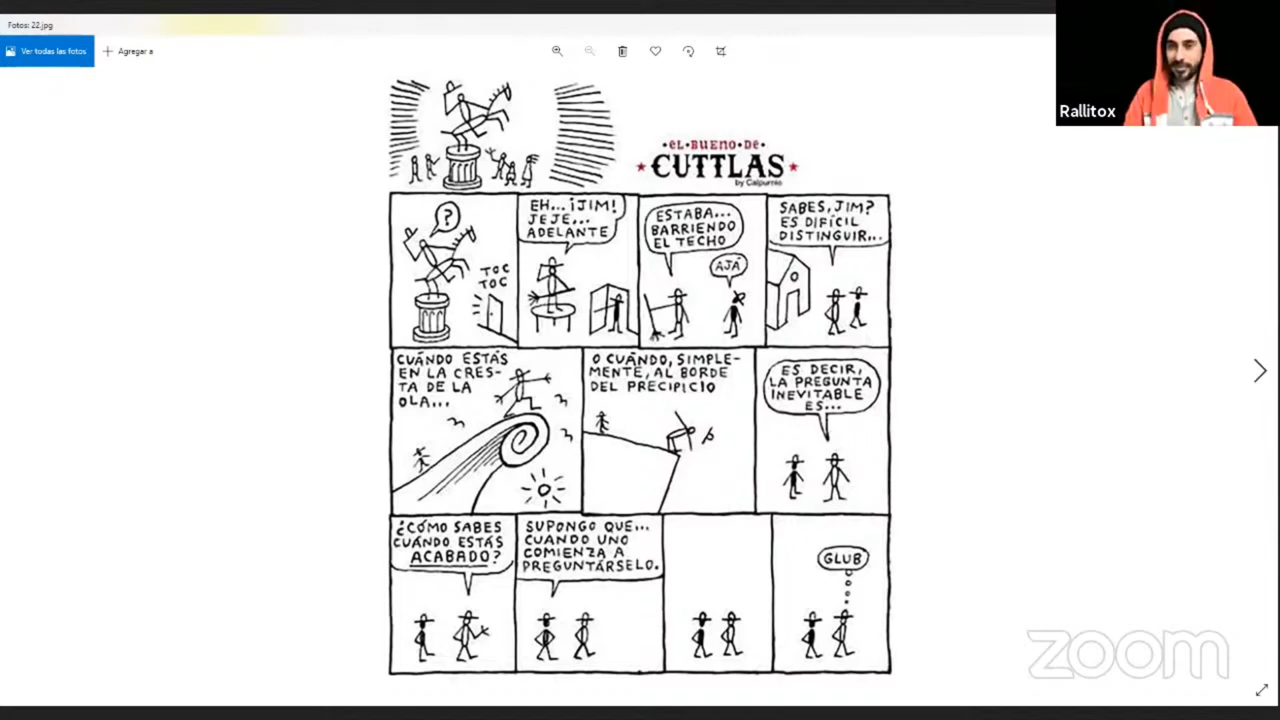 Fotos: 22.jpg
Ver todas las fotos
Agregar a
Rallitox
•EL•BUENO•DE•
CUTTLAS
by Calpurnio
?
TOC
TOC
EH... ¡JIM!
JEJE...
ADELANTE
ESTABA...
BARRIENDO
EL TECHO
AJÁ
SABES, JIM?
ES DIFÍCIL
DISTINGUIR...
CUÁNDO ESTÁS
EN LA CRES-
TA DE LA
OLA...
O CUÁNDO, SIMPLE-
MENTE, AL BORDE
DEL PRECIPICIO
ES DECIR,
LA PREGUNTA
INEVITABLE
ES...
¿CÓMO SABES
CUÁNDO ESTÁS
ACABADO?
SUPONGO QUE...
CUANDO UNO
COMIENZA A
PREGUNTÁRSELO.
GLUB
zoom